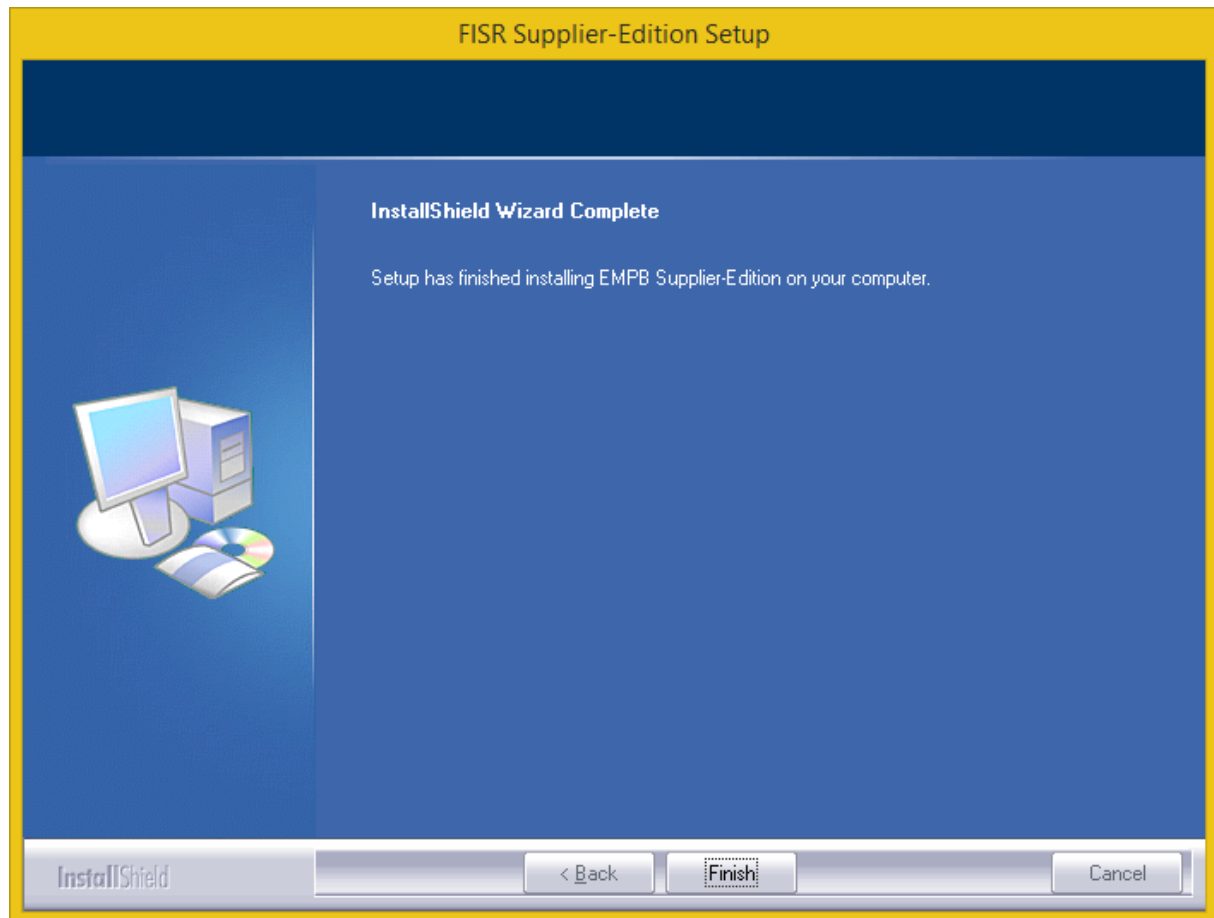 FISR Supplier-Edition Setup
InstallShield Wizard Complete
Setup has finished installing EMPB Supplier-Edition on your computer.
InstallShield
< Back
Finish
Cancel